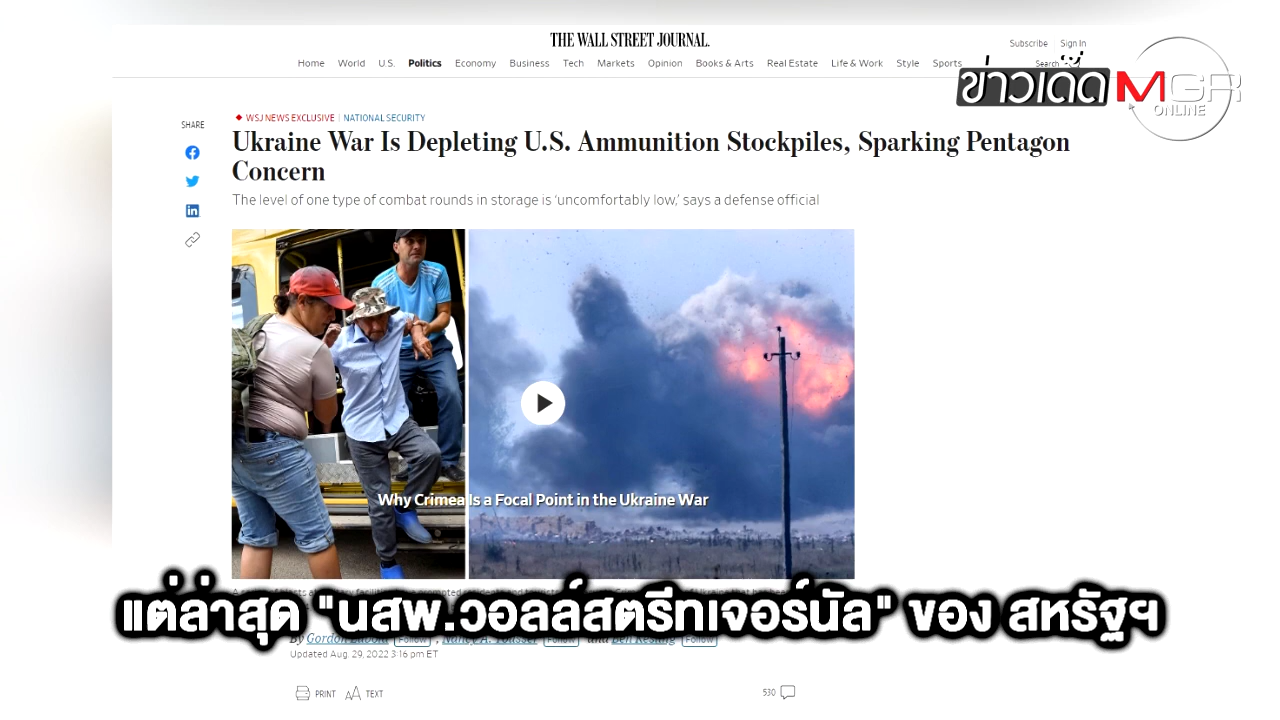 THE WALL STREET JOURNAL.
Subscribe Sign In
Home World U.S. Politics Economy Business Tech Markets Opinion Books & Arts Real Estate Life & Work Style Sports
Search
ข่าวเด็ด MGR
ONLINE
SHARE
WSJ NEWS EXCLUSIVE | NATIONAL SECURITY
Ukraine War Is Depleting U.S. Ammunition Stockpiles, Sparking Pentagon
Concern
The level of one type of combat rounds in storage is ‘uncomfortably low,’ says a defense official
Why Crimea Is a Focal Point in the Ukraine War
แต่ล่าสุด "นสพ.วอลล์สตรีทเจอร์นัล" ของ สหรัฐฯ
By Gordon Follow, Nancy A. Youssef Follow and Ben Kesling Follow
Updated Aug. 29, 2022 3:16 pm ET
PRINT AA TEXT
530